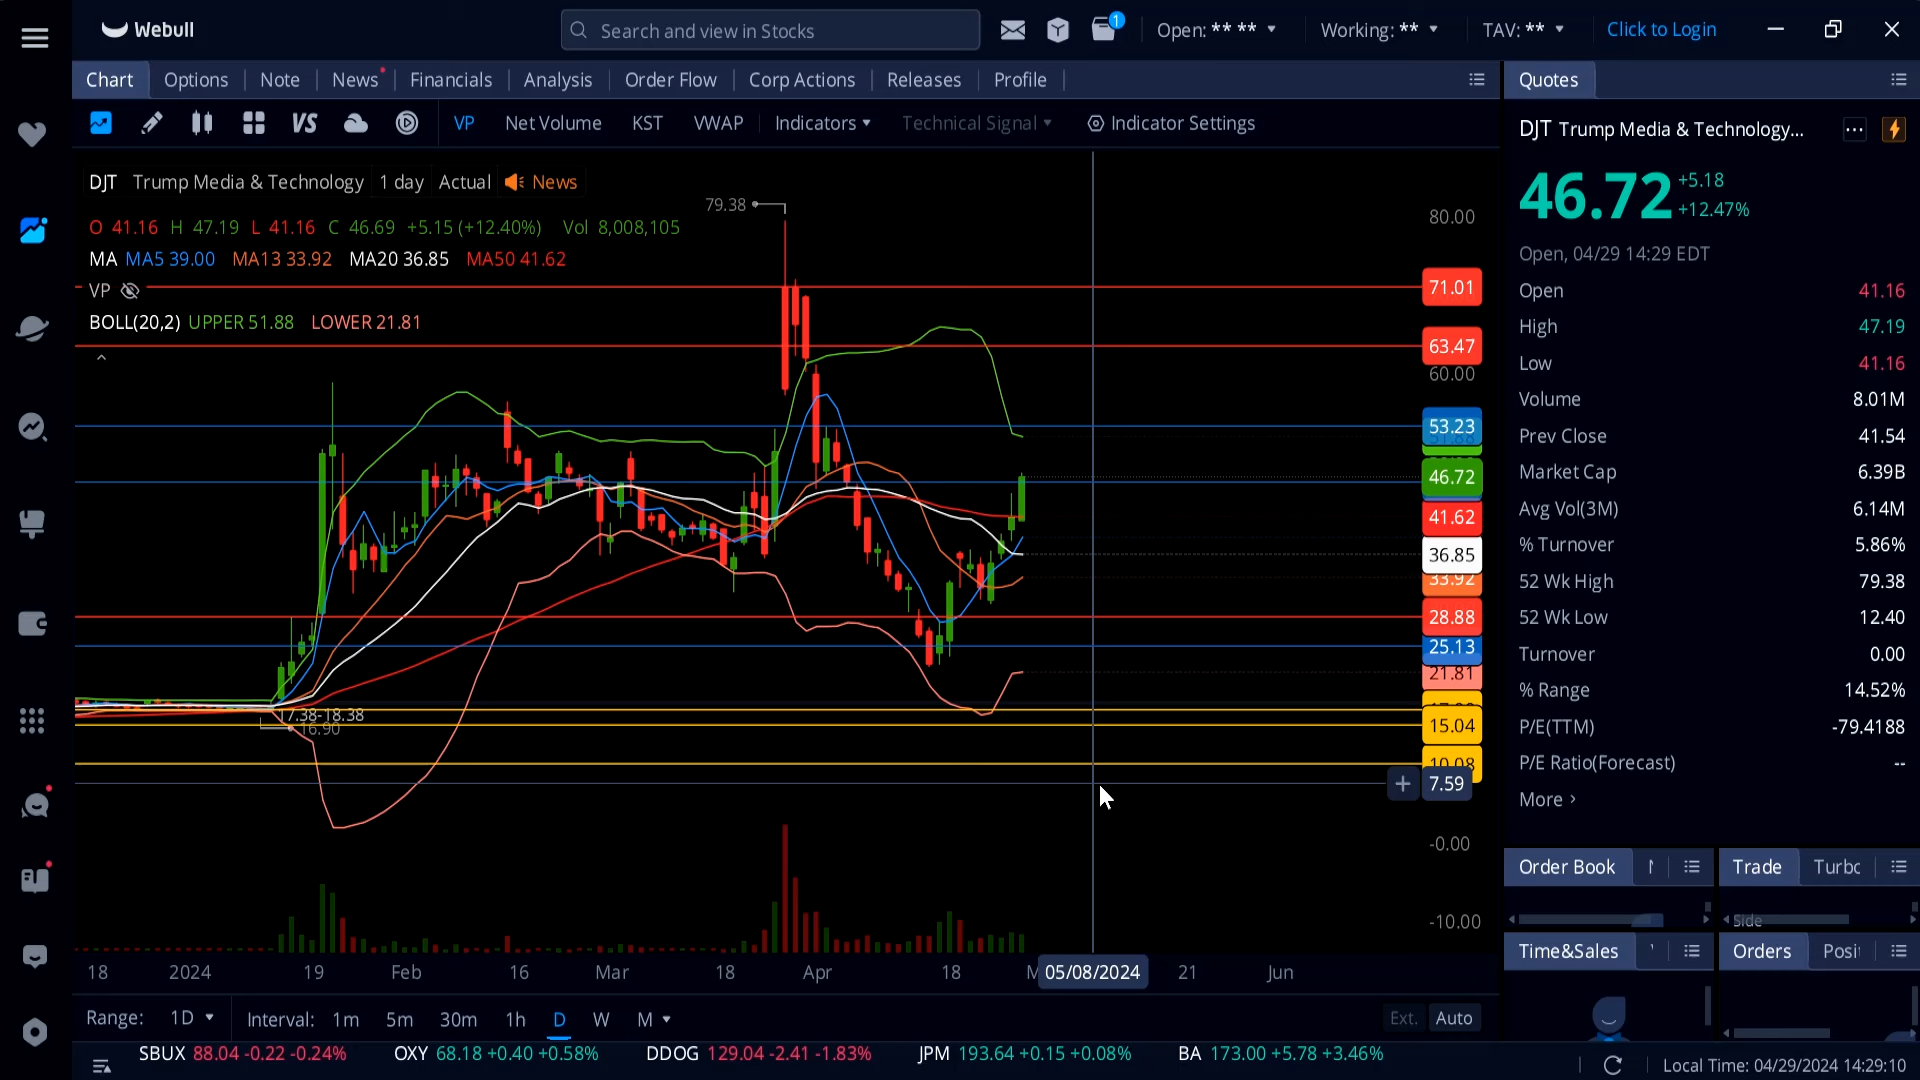 Webull
Search and view in Stocks
1
Open: ** **
Working: **
TAV: **
Click to Login
Chart
Options
Note
News
Financials
Analysis
Order Flow
Corp Actions
Releases
Profile
Quotes
VS
VP
Net Volume
KST
VWAP
Indicators
Technical Signal
Indicator Settings
DJT Trump Media & Technology...
DJT Trump Media & Technology 1 day Actual News
79.38
80.00
46.72
+5.18
+12.47%
O 41.16 H 47.19 L 41.16 C 46.69 +5.15 (+12.40%) Vol 8,008,105
MA MA5 39.00 MA13 33.92 MA20 36.85 MA50 41.62
VP
BOLL(20,2) UPPER 51.88 LOWER 21.81
71.01
63.47
60.00
53.23
46.72
41.62
36.85
33.92
28.88
25.13
21.81
15.04
10.08
7.59
-0.00
-10.00
17.38-18.38
16.90
Open, 04/29 14:29 EDT
Open 41.16
High 47.19
Low 41.16
Volume 8.01M
Prev Close 41.54
Market Cap 6.39B
Avg Vol(3M) 6.14M
% Turnover 5.86%
52 Wk High 79.38
52 Wk Low 12.40
Turnover 0.00
% Range 14.52%
P/E(TTM) -79.4188
P/E Ratio(Forecast) --
More
Order Book
Trade
Turbo
Side
Time&Sales
Orders
Posit
18 2024 19 Feb 16 Mar 18 Apr 18 05/08/2024 21 Jun
Range: 1D
Interval: 1m 5m 30m 1h D W M
Ext. Auto
SBUX 88.04 -0.22 -0.24%
OXY 68.18 +0.40 +0.58%
DDOG 129.04 -2.41 -1.83%
JPM 193.64 +0.15 +0.08%
BA 173.00 +5.78 +3.46%
Local Time: 04/29/2024 14:29:10